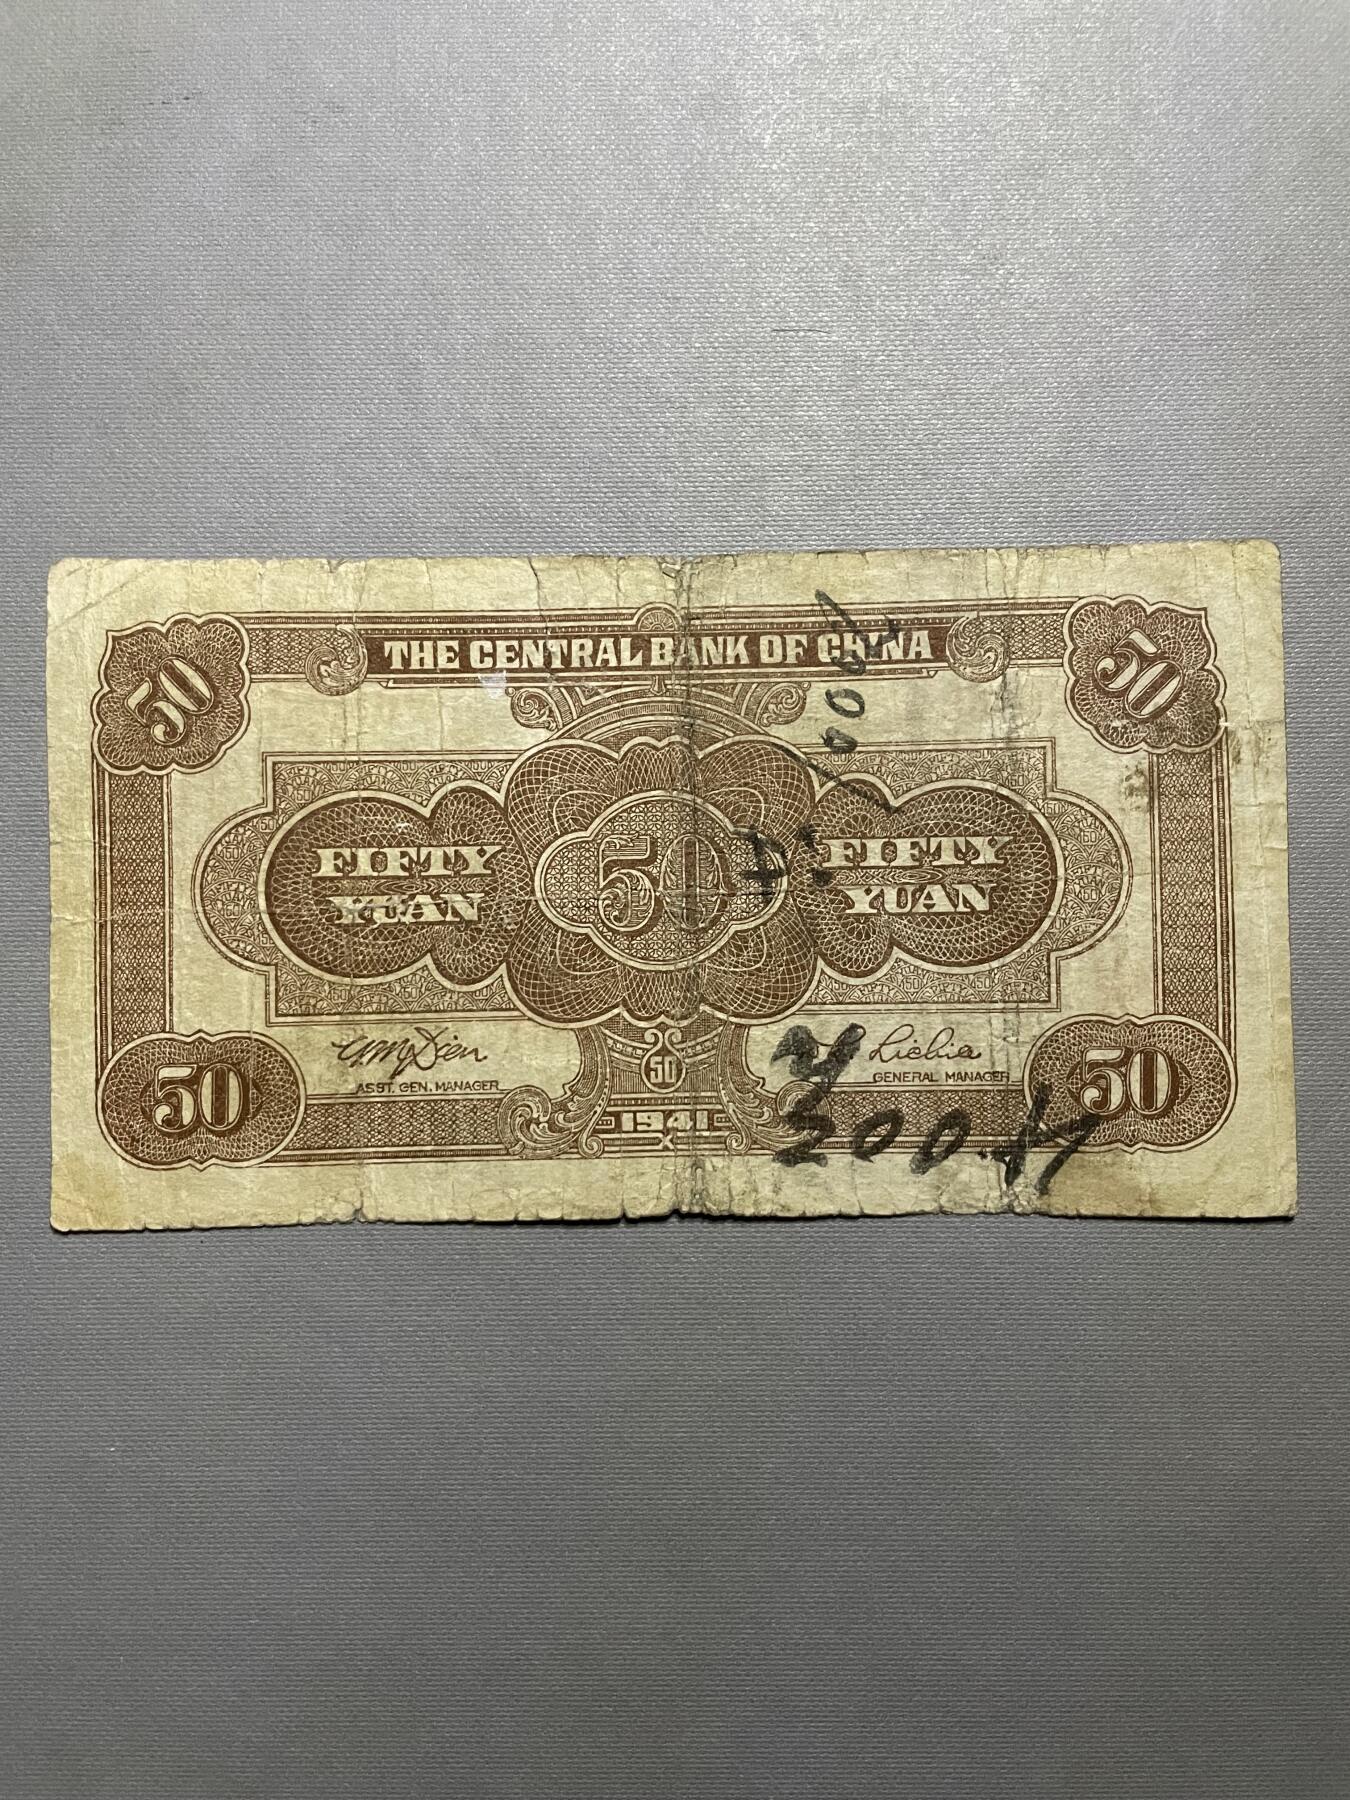 50 THE CENTRAL BANK OF CHINA 50
FIFTY YUAN
50
FIFTY YUAN
ASST. GEN. MANAGER
50
GENERAL MANAGER
50
1941
50
200